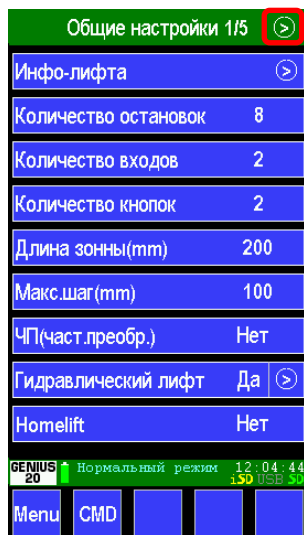 Общие настройки 1/5
Инфо-лифта
Количество остановок 8
Количество входов 2
Количество кнопок 2
Длина зонны(mm) 200
Макс.шаг(mm) 100
ЧП(част.преобр.) Нет
Гидравлический лифт Да
Homelift Нет
GENIUS 20 Нормальный режим 12:04:44
iSD USB SD
Menu CMD